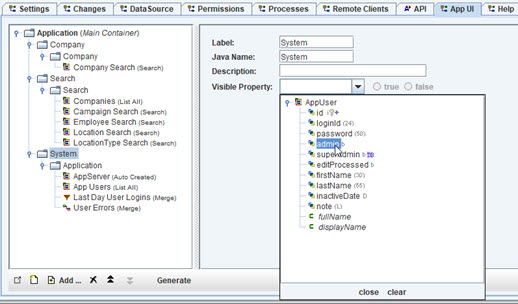 Settings Changes DataSource Permissions Processes Remote Clients API App UI Help
Application (Main Container)
Company
Company
Company Search (Search)
Search
Search
Companies (List All)
Campaign Search (Search)
Employee Search (Search)
Location Search (Search)
LocationType Search (Search)
System
Application
AppServer (Auto Created)
App Users (List All)
Last Day User Logins (Merge)
User Errors (Merge)
Add ... Generate
Label: System
Java Name: System
Description:
Visible Property: true false
AppUser
id
loginId (24)
password (50)
admin b
superAdmin b
editProcessed b
firstName (30)
lastName (55)
inactiveDate D
note (L)
fullName
displayName
close clear